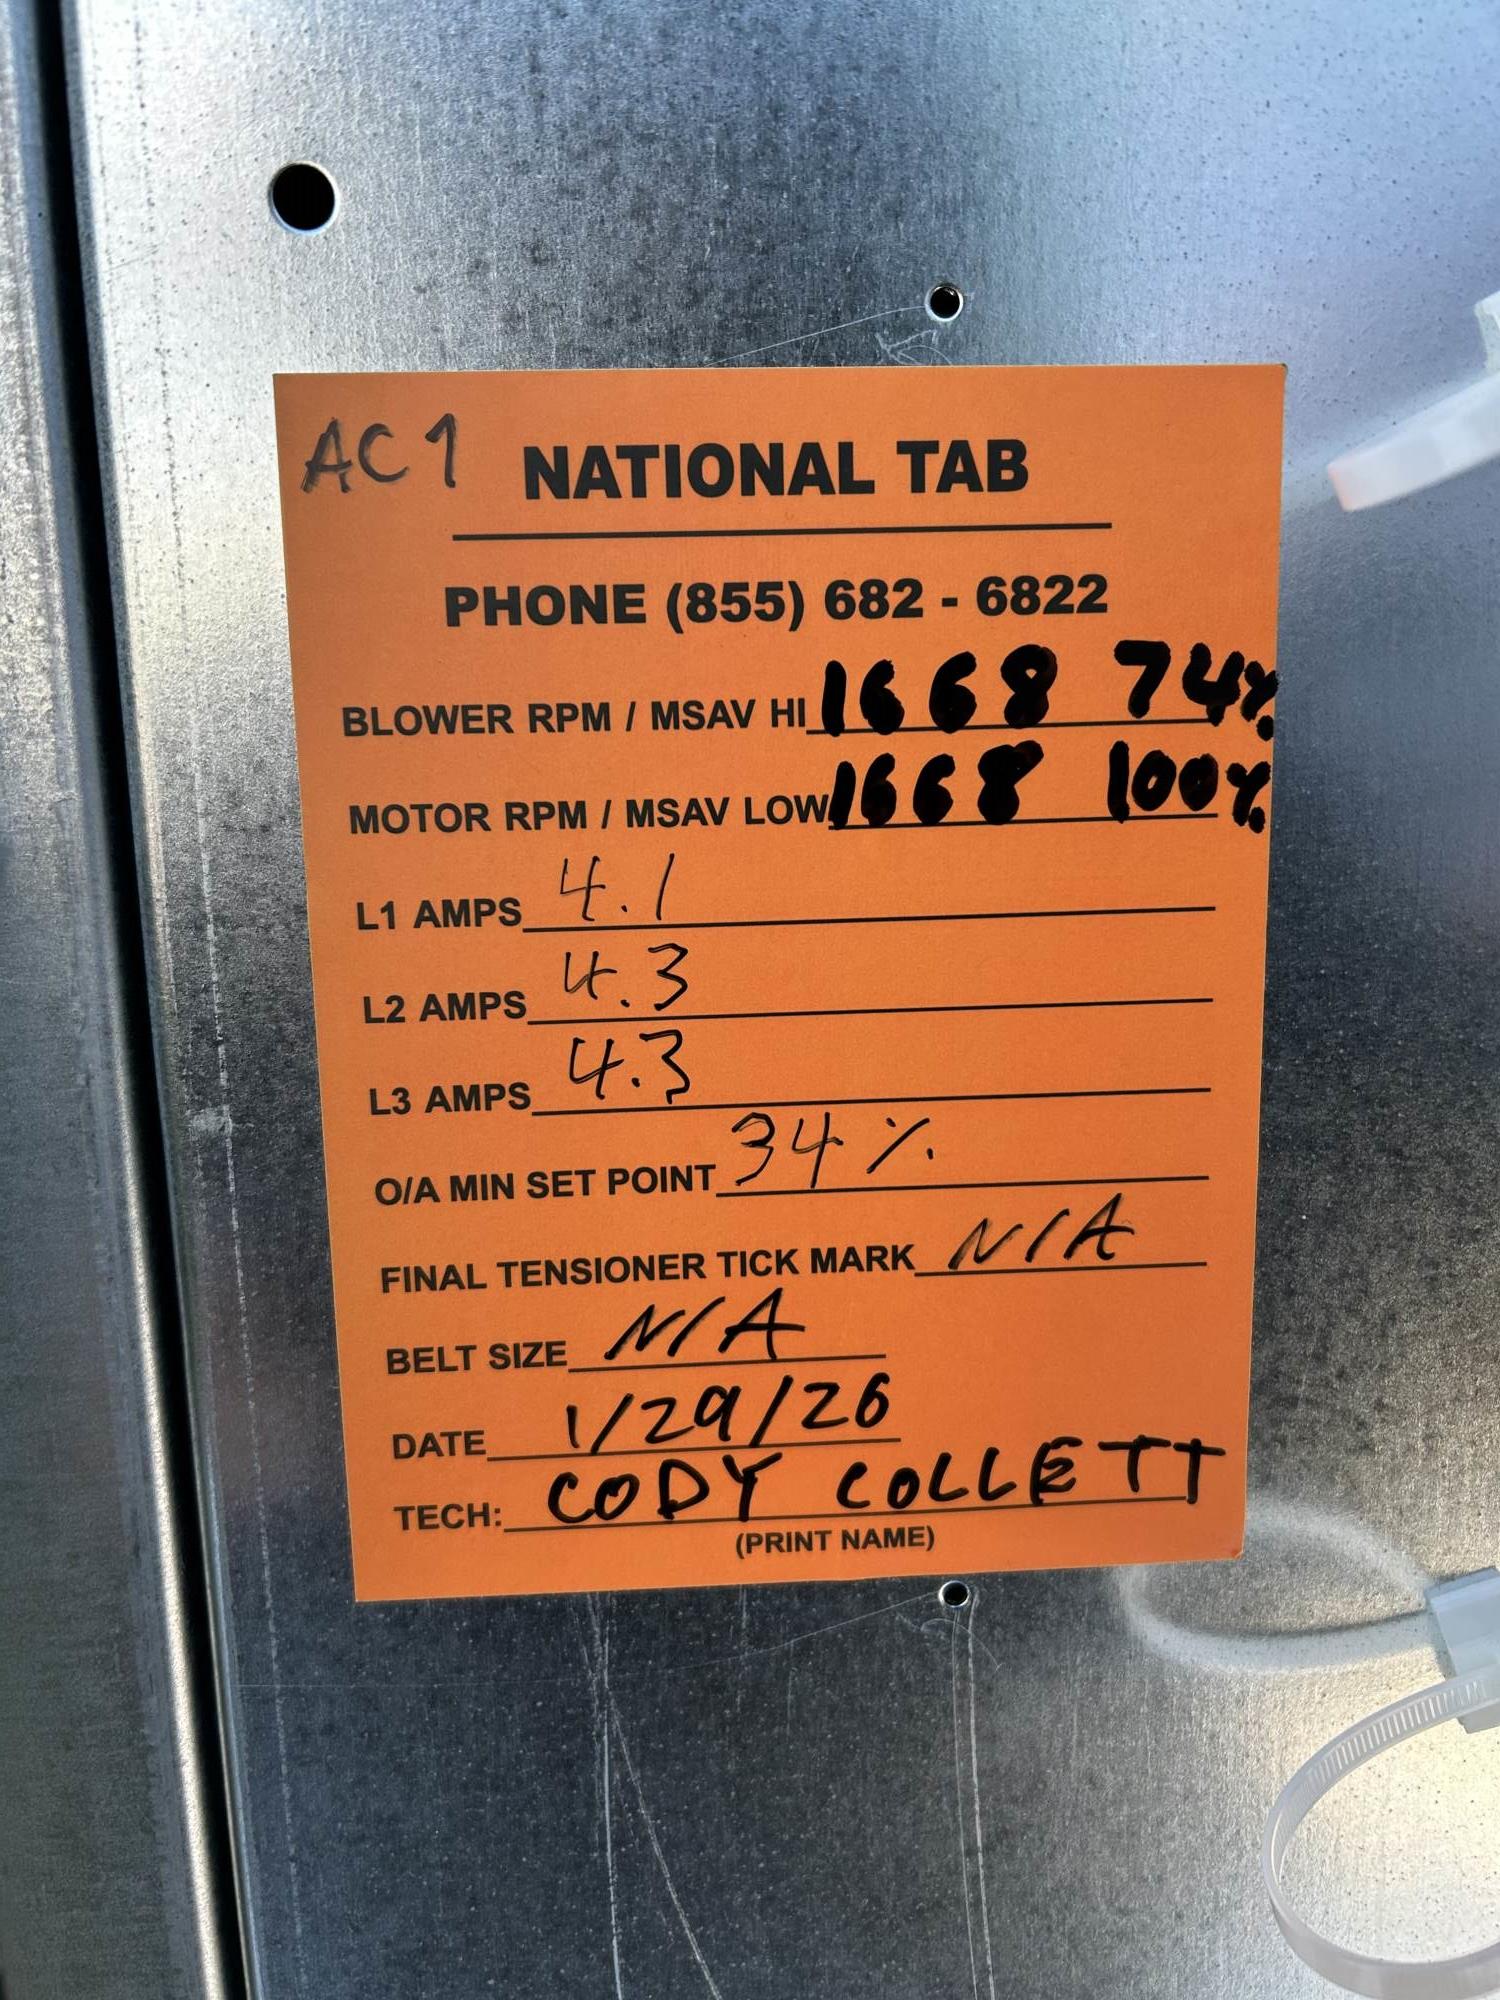 AC1 NATIONAL TAB
PHONE (855) 682 - 6822
BLOWER RPM / MSAV HI 1668 74%
MOTOR RPM / MSAV LOW 1668 100%
L1 AMPS 4.1
L2 AMPS 4.3
L3 AMPS 4.3
O/A MIN SET POINT 34%
FINAL TENSIONER TICK MARK N/A
BELT SIZE N/A
DATE 1/29/26
TECH: CODY COLLETT
(PRINT NAME)